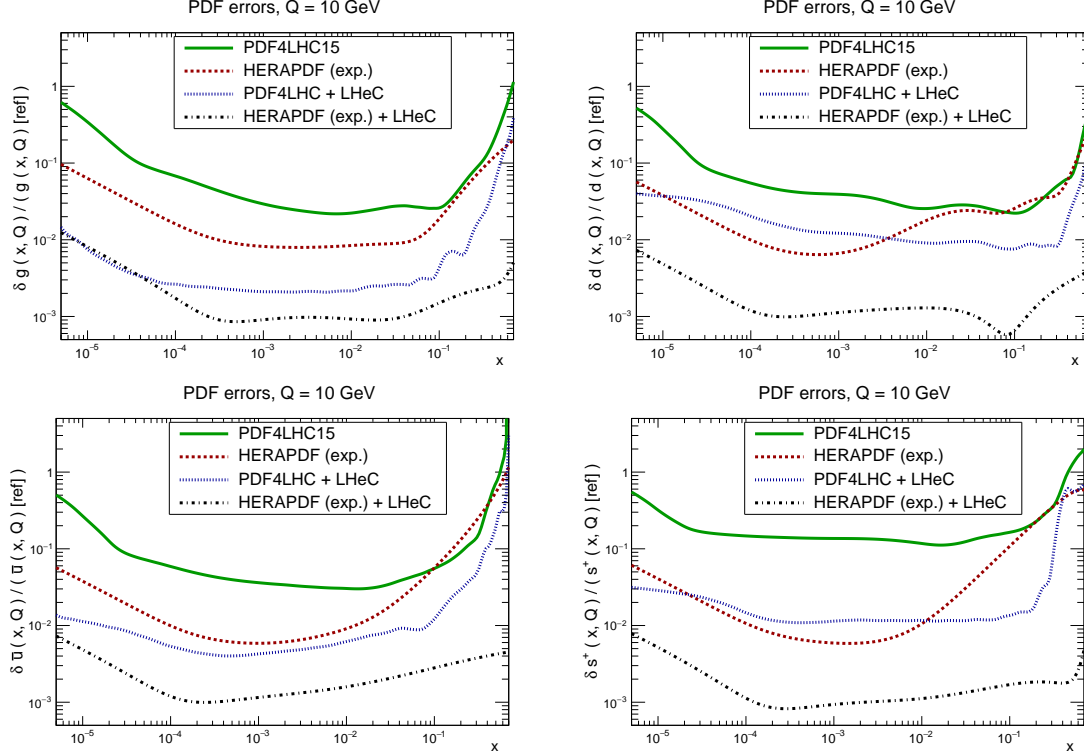 PDF errors, Q = 10 GeV
δ g ( x, Q ) / ( g ( x, Q ) ) [ref]
PDF4LHC15
HERAPDF (exp.)
PDF4LHC + LHeC
HERAPDF (exp.) + LHeC
1
10⁻¹
10⁻²
10⁻³
10⁻⁵ 10⁻⁴ 10⁻³ 10⁻² 10⁻¹
x
PDF errors, Q = 10 GeV
δ d ( x, Q ) / ( d ( x, Q ) ) [ref]
PDF4LHC15
HERAPDF (exp.)
PDF4LHC + LHeC
HERAPDF (exp.) + LHeC
1
10⁻¹
10⁻²
10⁻³
10⁻⁵ 10⁻⁴ 10⁻³ 10⁻² 10⁻¹
x
PDF errors, Q = 10 GeV
δ u̅ ( x, Q ) / ( u̅ ( x, Q ) ) [ref]
PDF4LHC15
HERAPDF (exp.)
PDF4LHC + LHeC
HERAPDF (exp.) + LHeC
1
10⁻¹
10⁻²
10⁻³
10⁻⁵ 10⁻⁴ 10⁻³ 10⁻² 10⁻¹
x
PDF errors, Q = 10 GeV
δ s⁺ ( x, Q ) / ( s⁺ ( x, Q ) ) [ref]
PDF4LHC15
HERAPDF (exp.)
PDF4LHC + LHeC
HERAPDF (exp.) + LHeC
1
10⁻¹
10⁻²
10⁻³
10⁻⁵ 10⁻⁴ 10⁻³ 10⁻² 10⁻¹
x